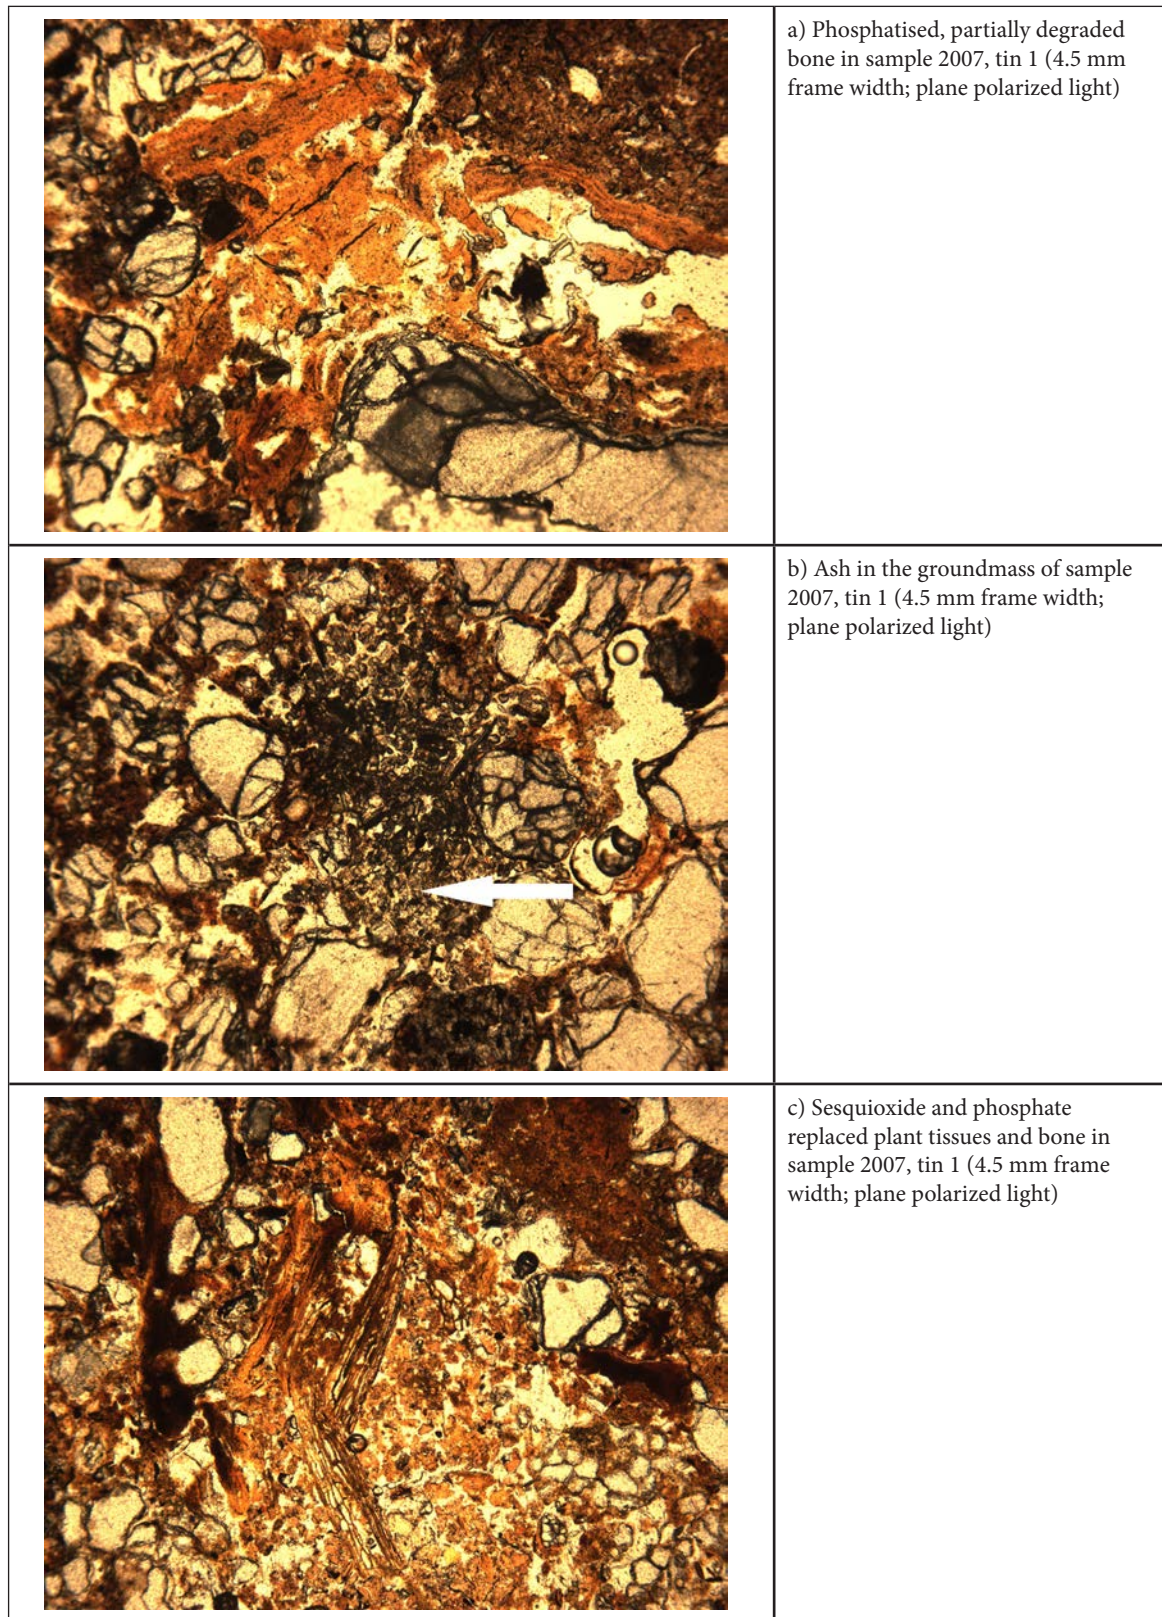 a) Phosphatised, partially degraded
bone in sample 2007, tin 1 (4.5 mm
frame width; plane polarized light)
b) Ash in the groundmass of sample
2007, tin 1 (4.5 mm frame width;
plane polarized light)
c) Sesquioxide and phosphate
replaced plant tissues and bone in
sample 2007, tin 1 (4.5 mm frame
width; plane polarized light)